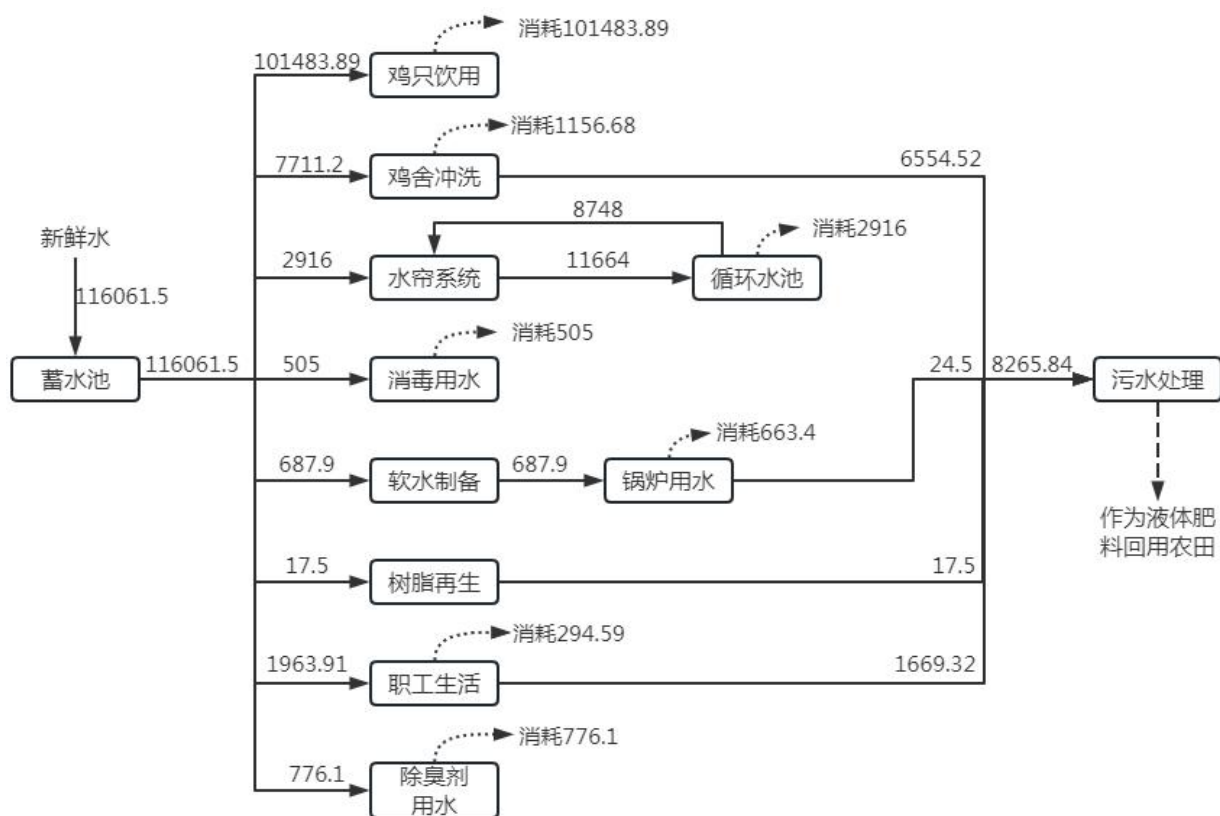 消耗101483.89
101483.89
鸡只饮用
消耗1156.68
7711.2
鸡舍冲洗
6554.52
8748
消耗2916
新鲜水
2916
水帘系统
11664
循环水池
116061.5
消耗505
蓄水池
116061.5
505
消毒用水
24.5
8265.84
污水处理
消耗663.4
687.9
软水制备
687.9
锅炉用水
作为液体肥
料回用农田
17.5
树脂再生
17.5
消耗294.59
1963.91
职工生活
1669.32
消耗776.1
776.1
除臭剂
用水